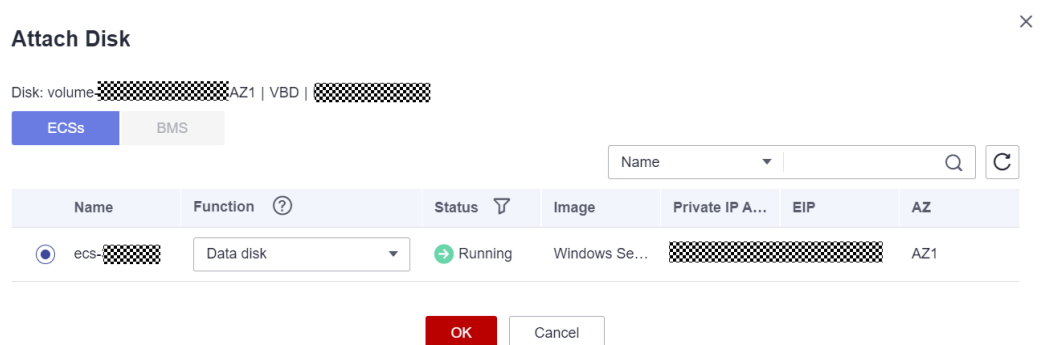 Attach Disk
Disk: volume- AZ1 | VBD |
ECSs BMS
Name
Name Function Status Image Private IP A... EIP AZ
ecs- Data disk Running Windows Se... AZ1
OK Cancel